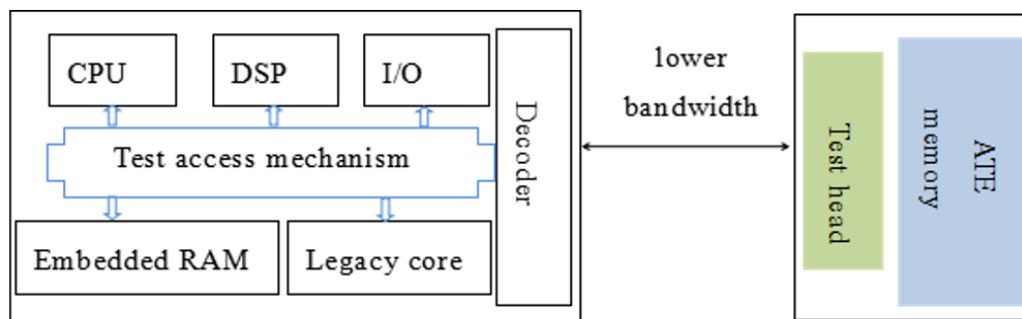 CPU
DSP
I/O
Test access mechanism
Embedded RAM
Legacy core
Decoder
lower
bandwidth
Test head
ATE
memory